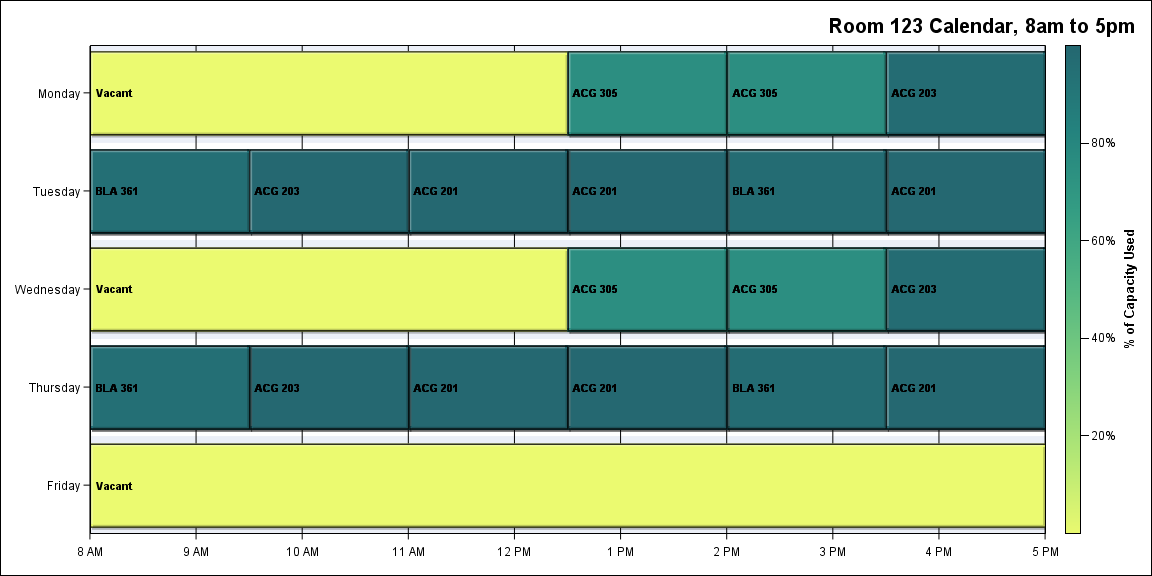 Room 123 Calendar, 8am to 5pm
Monday
Vacant
ACG 305
ACG 305
ACG 203
Tuesday
BLA 361
ACG 203
ACG 201
ACG 201
BLA 361
ACG 201
Wednesday
Vacant
ACG 305
ACG 305
ACG 203
Thursday
BLA 361
ACG 203
ACG 201
ACG 201
BLA 361
ACG 201
Friday
Vacant
8 AM
9 AM
10 AM
11 AM
12 PM
1 PM
2 PM
3 PM
4 PM
5 PM
80%
60%
40%
20%
% of Capacity Used